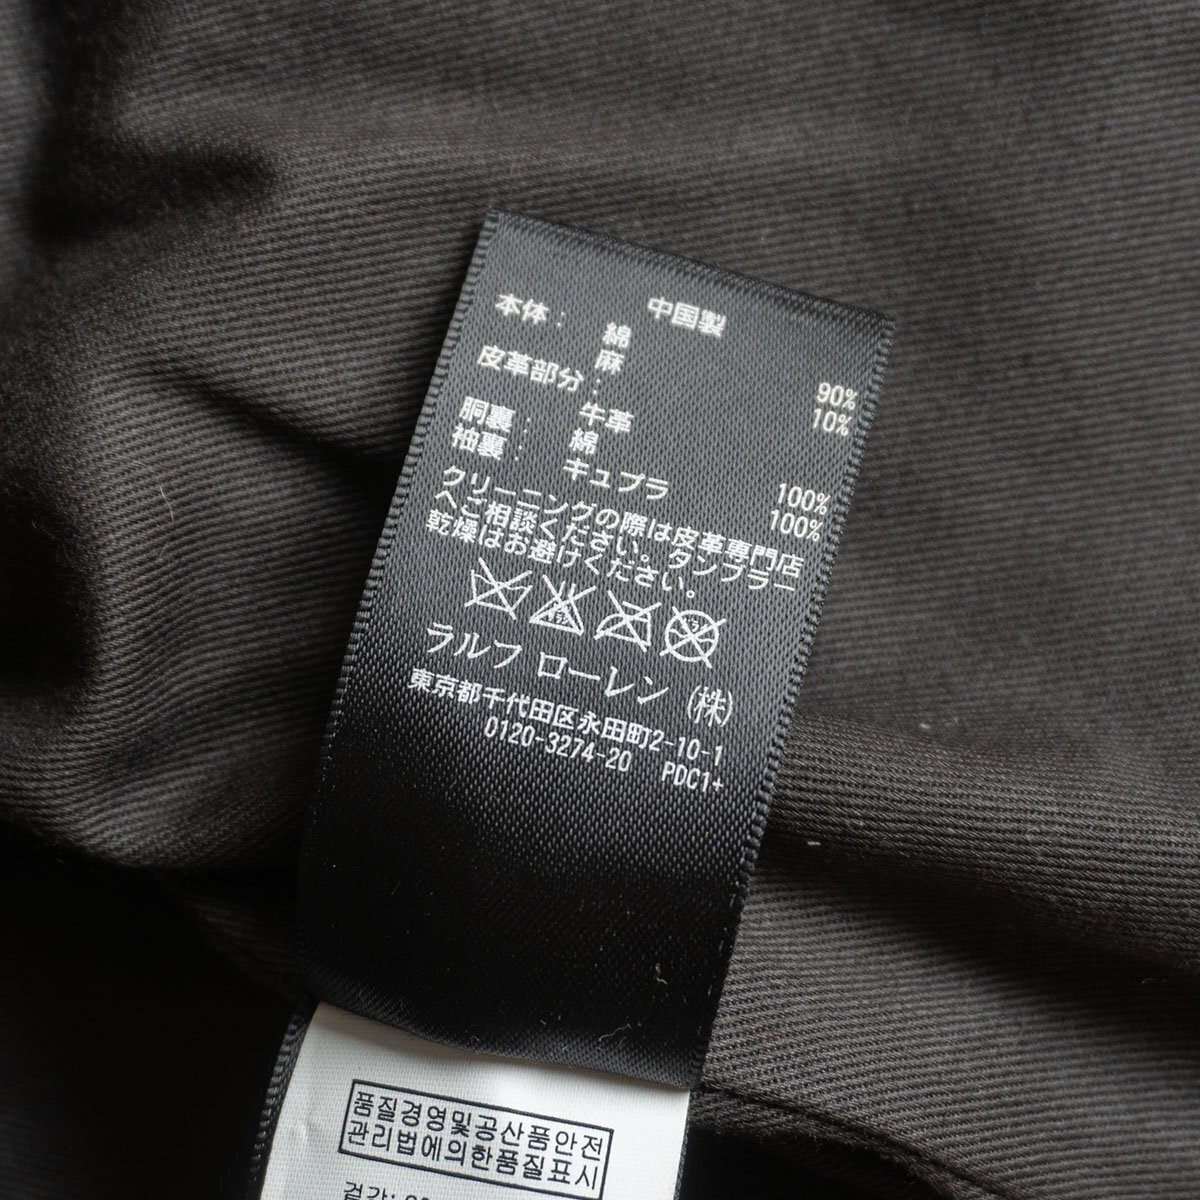 中国製
本体：
綿 90%
麻 10%
皮革部分：
牛革
胴裏： 綿 100%
袖裏： キュプラ 100%
クリーニングの際は皮革専門店
へご相談ください。タンブラー
乾燥はお避けください。
ラルフ ローレン（株）
東京都千代田区永田町2-10-1
0120-3274-20 PDC1+
품질경영및공산품안전
관리법에의한품질표시